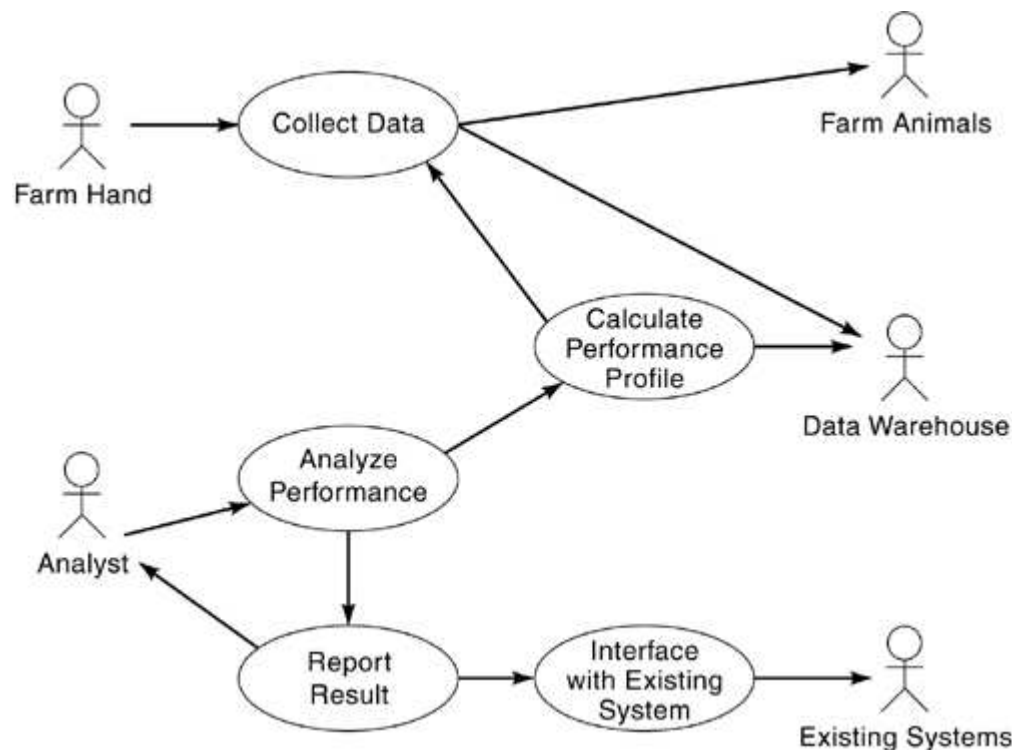 Collect Data
Farm Animals
Farm Hand
Calculate
Performance
Profile
Data Warehouse
Analyze
Performance
Analyst
Report
Result
Interface
with Existing
System
Existing Systems